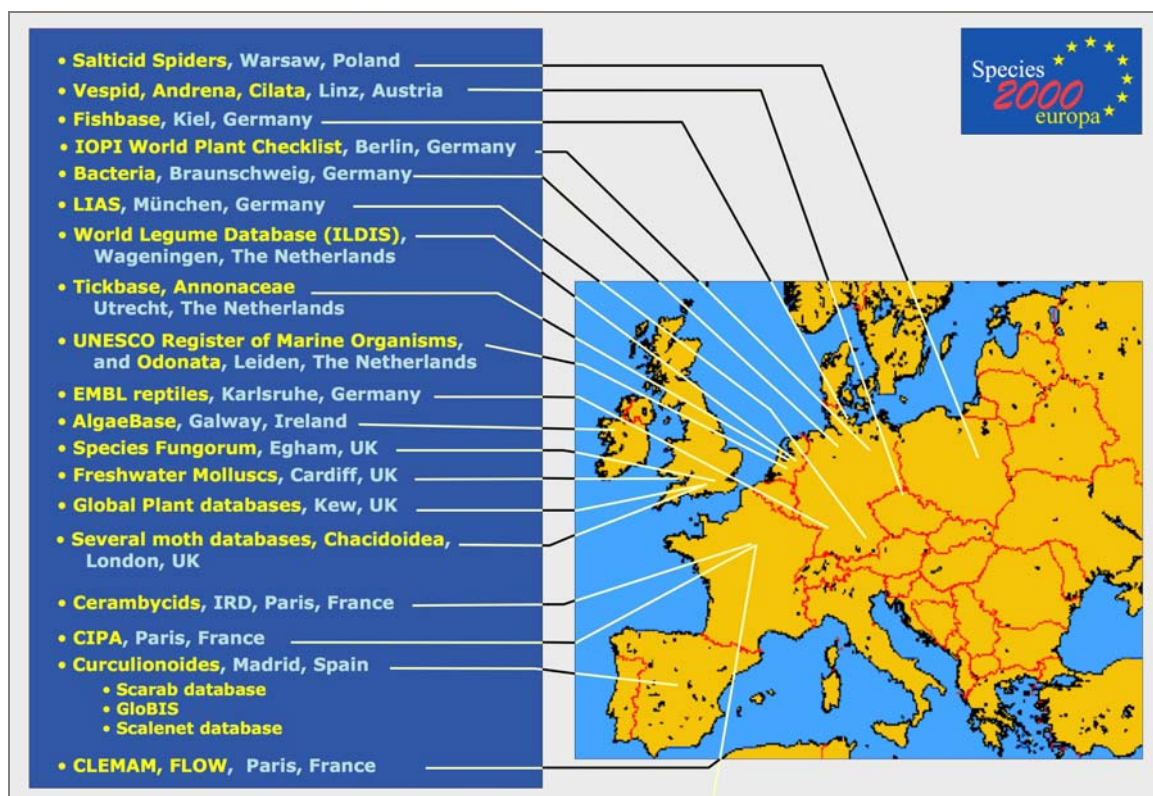 • Salticid Spiders, Warsaw, Poland
• Vespid, Andrena, Cilata, Linz, Austria
• Fishbase, Kiel, Germany
• IOPI World Plant Checklist, Berlin, Germany
• Bacteria, Braunschweig, Germany
• LIAS, München, Germany
• World Legume Database (ILDIS),
Wageningen, The Netherlands
• Tickbase, Annonaceae
Utrecht, The Netherlands
• UNESCO Register of Marine Organisms,
and Odonata, Leiden, The Netherlands
• EMBL reptiles, Karlsruhe, Germany
• AlgaeBase, Galway, Ireland
• Species Fungorum, Egham, UK
• Freshwater Molluscs, Cardiff, UK
• Global Plant databases, Kew, UK
• Several moth databases, Chacidoidea,
London, UK
• Cerambycids, IRD, Paris, France
• CIPA, Paris, France
• Curculionoides, Madrid, Spain
• Scarab database
• GloBIS
• Scalenet database
• CLEMAM, FLOW, Paris, France
Species
2000
europa